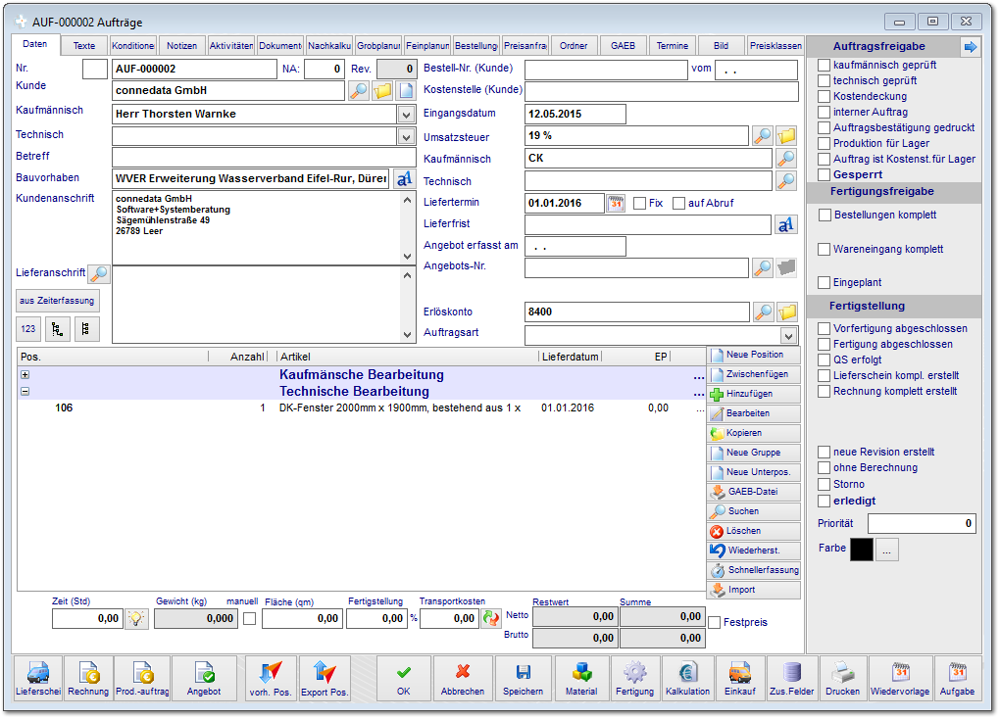 AUF-000002 Aufträge
Daten Texte Konditione Notizen Aktivitäten Dokument Nachkalku Grobplanun Feinplanun Bestellung Preisanfra Ordner GAEB Termine Bild Preisklassen
Nr. AUF-000002 NA: 0 Rev. 0
Kunde connedata GmbH
Kaufmännisch Herr Thorsten Warnke
Technisch
Betreff
Bauvorhaben WVER Erweiterung Wasserverband Eifel-Rur, Düren
Kundenanschrift connedata GmbH
Software+Systemberatung
Sägemühlenstraße 49
26789 Leer
Lieferanschrift
aus Zeiterfassung
123
Bestell-Nr. (Kunde) vom . .
Kostenstelle (Kunde)
Eingangsdatum 12.05.2015
Umsatzsteuer 19 %
Kaufmännisch CK
Technisch
Liefertermin 01.01.2016 31 Fix auf Abruf
Lieferfrist
Angebot erfasst am . .
Angebots-Nr.
Erlöskonto 8400
Auftragsart
Pos. Anzahl Artikel Lieferdatum EP
Kaufmänsche Bearbeitung ...
Technische Bearbeitung ...
106 1 DK-Fenster 2000mm x 1900mm, bestehend aus 1 x 01.01.2016 0,00 ...
Neue Position
Zwischenfügen
Hinzufügen
Bearbeiten
Kopieren
Neue Gruppe
Neue Unterpos.
GAEB-Datei
Suchen
Löschen
Wiederherst.
Schnellerfassung
Import
Zeit (Std) Gewicht (kg) manuell Fläche (qm) Fertigstellung Transportkosten Restwert Summe
0,00 0,000 0,00 0,00 % 0,00 Netto 0,00 0,00 Festpreis
Brutto 0,00 0,00
Auftragsfreigabe
kaufmännisch geprüft
technisch geprüft
Kostendeckung
interner Auftrag
Auftragsbestätigung gedruckt
Produktion für Lager
Auftrag ist Kostenst.für Lager
Gesperrt
Fertigungsfreigabe
Bestellungen komplett
Wareneingang komplett
Eingeplant
Fertigstellung
Vorfertigung abgeschlossen
Fertigung abgeschlossen
QS erfolgt
Lieferschein kompl. erstellt
Rechnung komplett erstellt
neue Revision erstellt
ohne Berechnung
Storno
erledigt
Priorität 0
Farbe ...
Lieferschei Rechnung Prod.-auftrag Angebot vorh. Pos. Export Pos. OK Abbrechen Speichern Material Fertigung Kalkulation Einkauf Zus.Felder Drucken Wiedervorlage Aufgabe